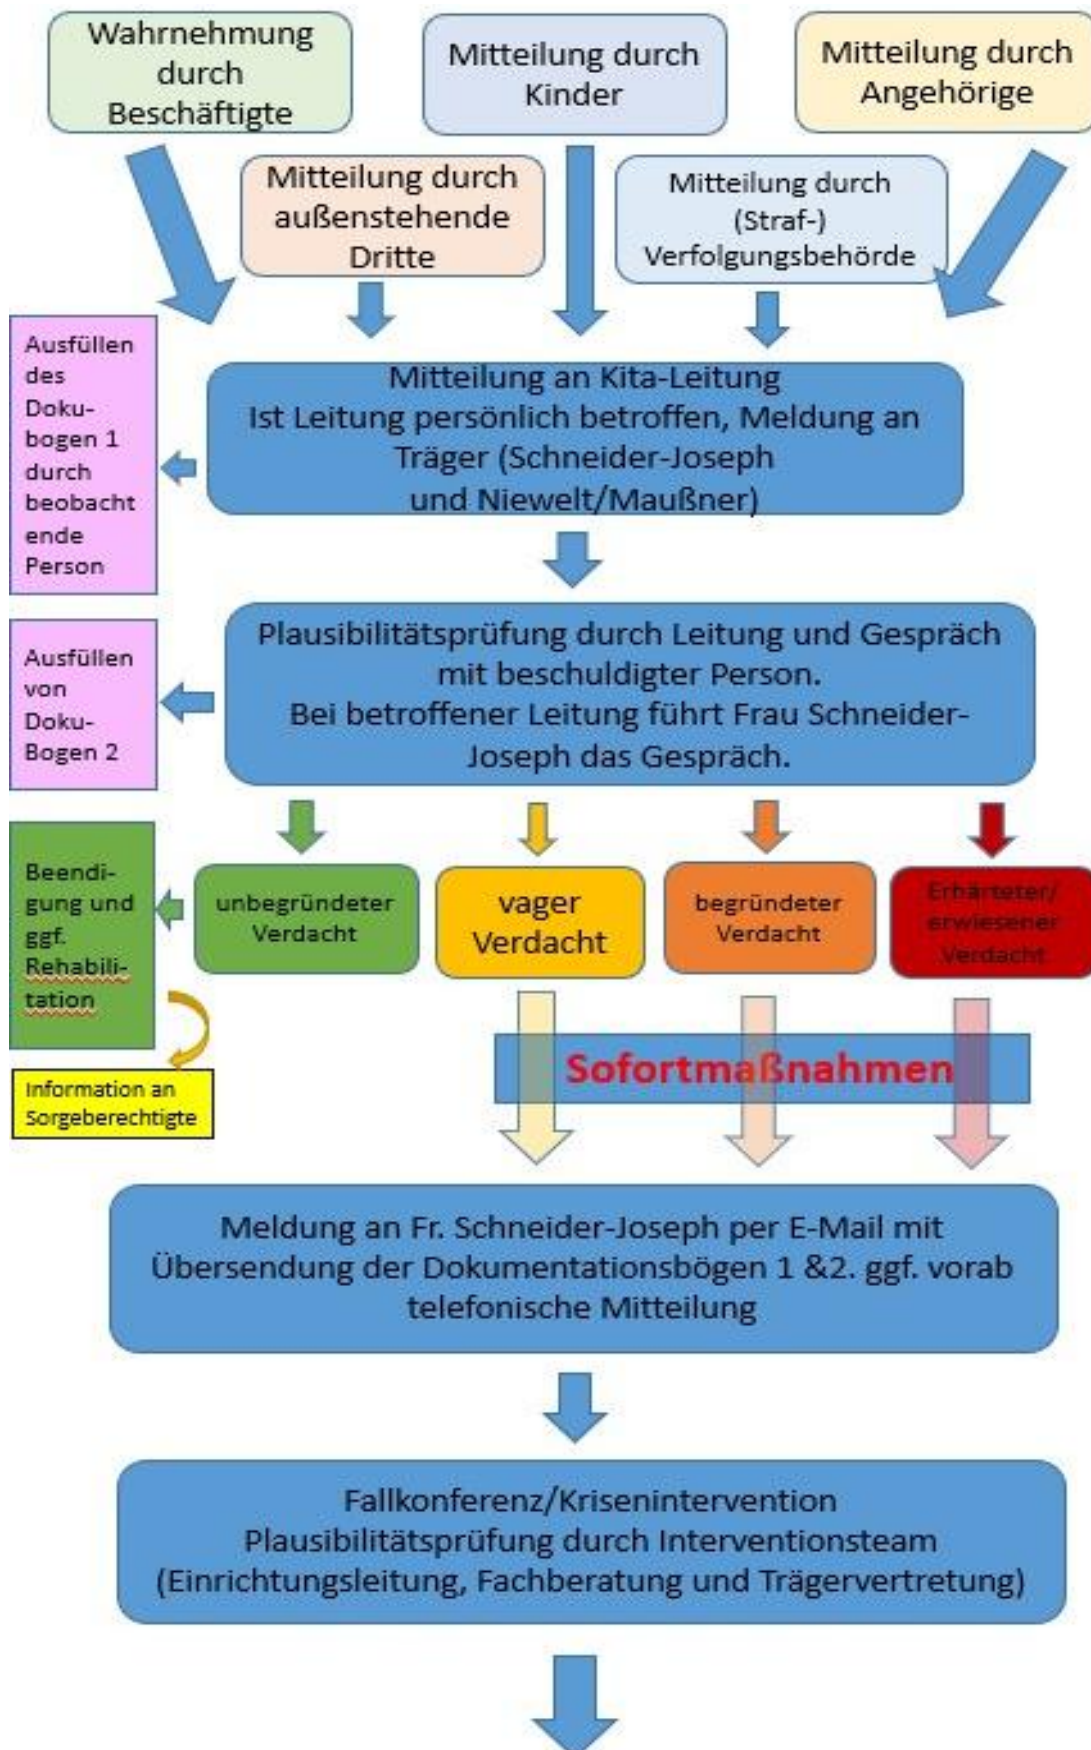 Wahrnehmung
durch
Beschäftigte
Mitteilung durch
Kinder
Mitteilung durch
Angehörige
Mitteilung durch
außenstehende
Dritte
Mitteilung durch
(Straf-)
Verfolgungsbehörde
Ausfüllen
des
Doku-
bogen 1
durch
beobacht
ende
Person
Mitteilung an Kita-Leitung
Ist Leitung persönlich betroffen, Meldung an
Träger (Schneider-Joseph
und Niewelt/Maußner)
Ausfüllen
von
Doku-
Bogen 2
Plausibilitätsprüfung durch Leitung und Gespräch
mit beschuldigter Person.
Bei betroffener Leitung führt Frau Schneider-
Joseph das Gespräch.
Beendi-
gung und
ggf.
Rehabili-
tation
unbegründeter
Verdacht
vager
Verdacht
begründeter
Verdacht
Erhärteter/
erwiesener
Verdacht
Information an
Sorgeberechtigte
Sofortmaßnahmen
Meldung an Fr. Schneider-Joseph per E-Mail mit
Übersendung der Dokumentationsbögen 1 &2. ggf. vorab
telefonische Mitteilung
Fallkonferenz/Krisenintervention
Plausibilitätsprüfung durch Interventionsteam
(Einrichtungsleitung, Fachberatung und Trägervertretung)